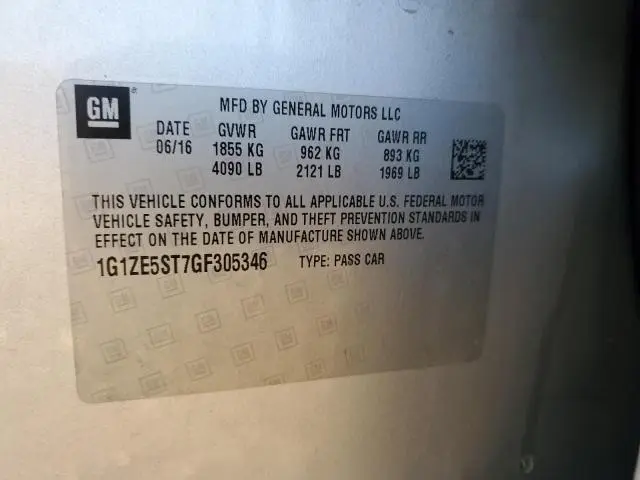 GM
MFD BY GENERAL MOTORS LLC
DATE GVWR GAWR FRT GAWR RR
06/16 1855 KG 962 KG 893 KG
4090 LB 2121 LB 1969 LB
THIS VEHICLE CONFORMS TO ALL APPLICABLE U.S. FEDERAL MOTOR
VEHICLE SAFETY, BUMPER, AND THEFT PREVENTION STANDARDS IN
EFFECT ON THE DATE OF MANUFACTURE SHOWN ABOVE.
1G1ZE5ST7GF305346 TYPE: PASS CAR